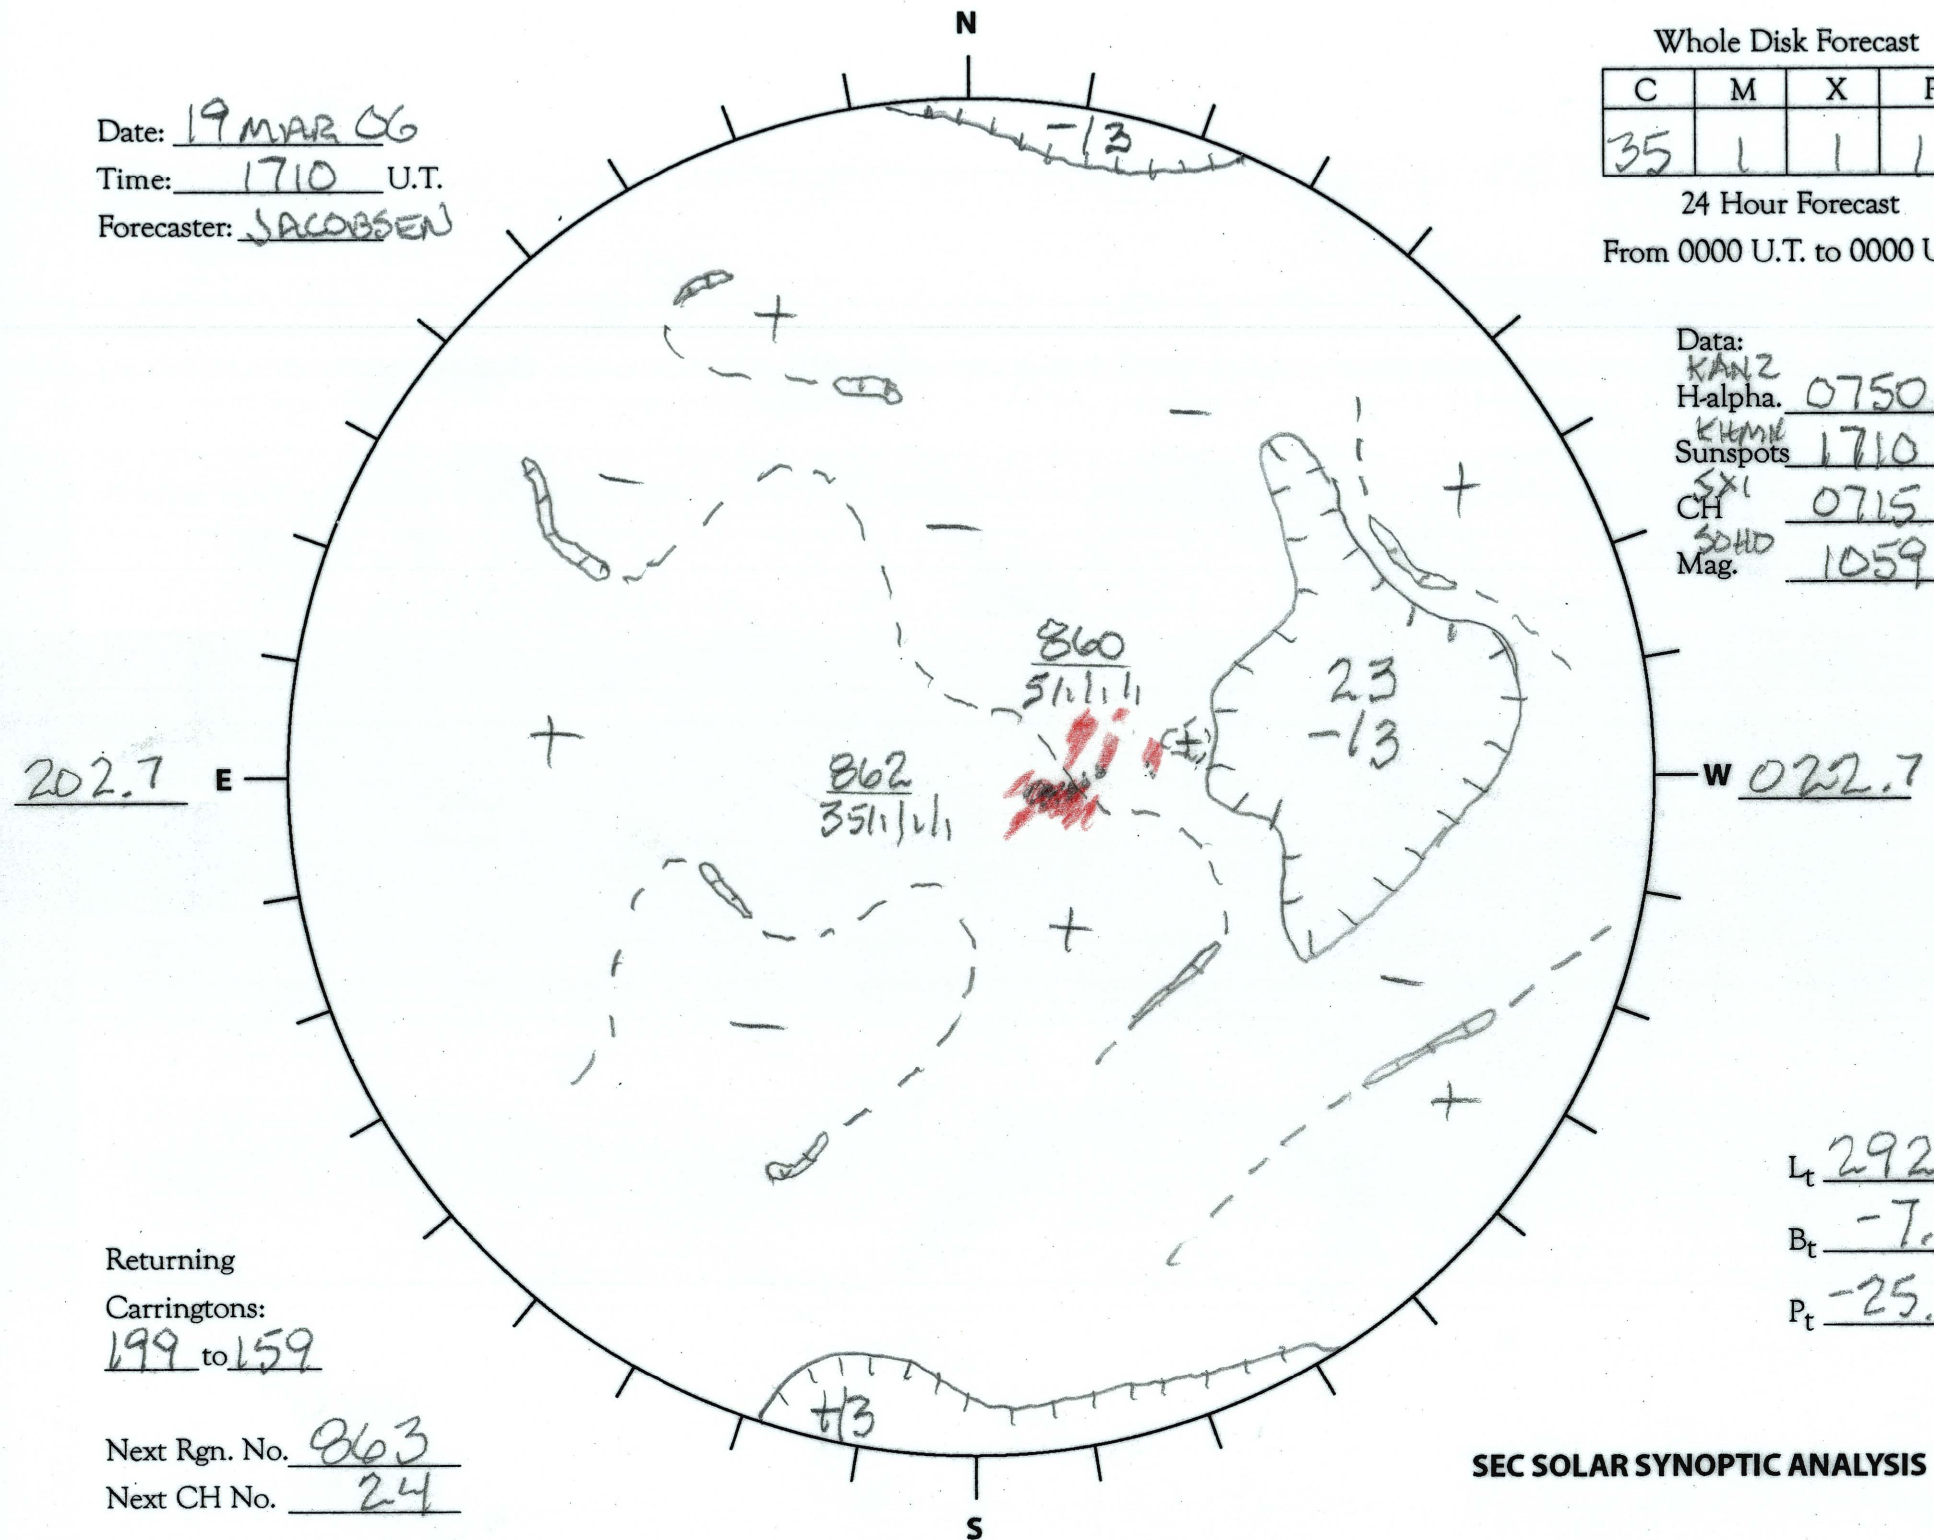 N
Whole Disk Forecast
C M X
35 1 1 1
24 Hour Forecast
From 0000 U.T. to 0000
Date: 19 MAR 06
Time: 1710 U.T.
Forecaster: JACOBSEN
-/3
+
Data:
KANZ
H-alpha. 0750
KHMN
Sunspots 1710
SXI
CH 0715
SOHO
Mag. 1059
860
5/1/1/1
23
-/3
(+)
862
35/1/1/1
202.7 E
W 022.7
Lt 292
Bt -7.
Pt -25.
Returning
Carringtons:
199 to 159
+/3
Next Rgn. No. 863
Next CH No. 24
SEC SOLAR SYNOPTIC ANALYSIS
S